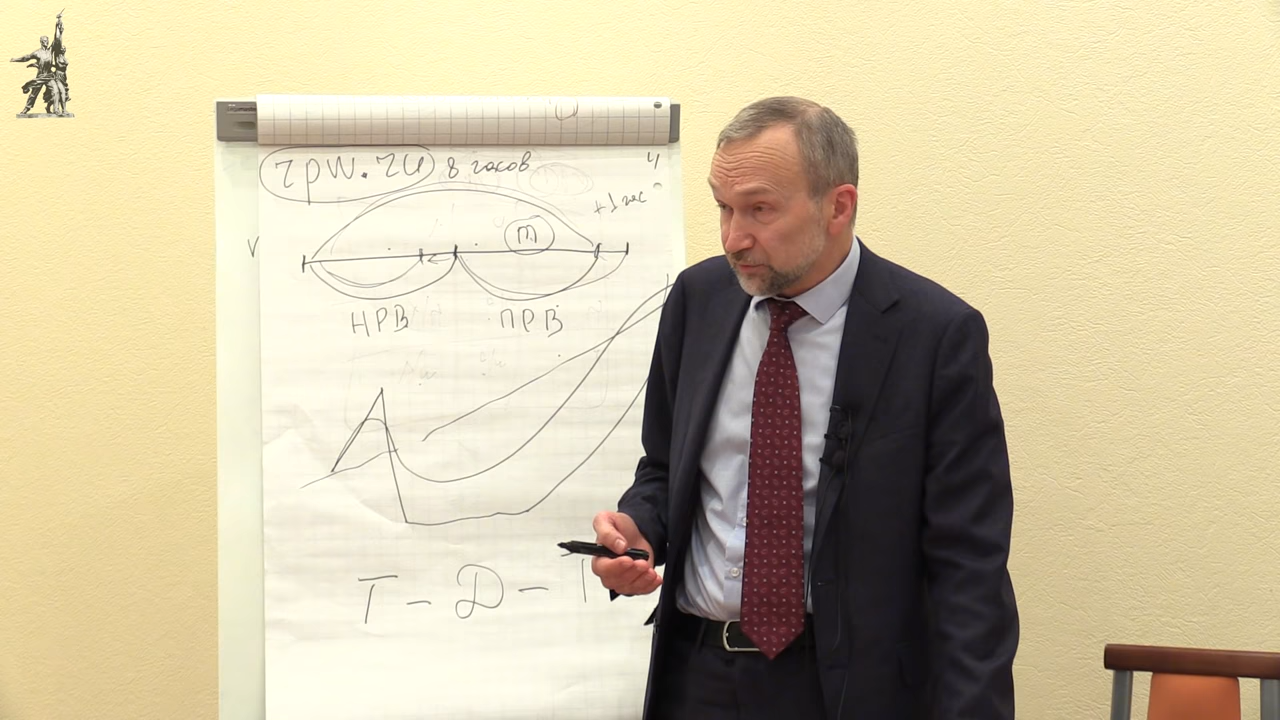 8 часов
+1 час
m
НРВ ПРВ
Т - Д - Т